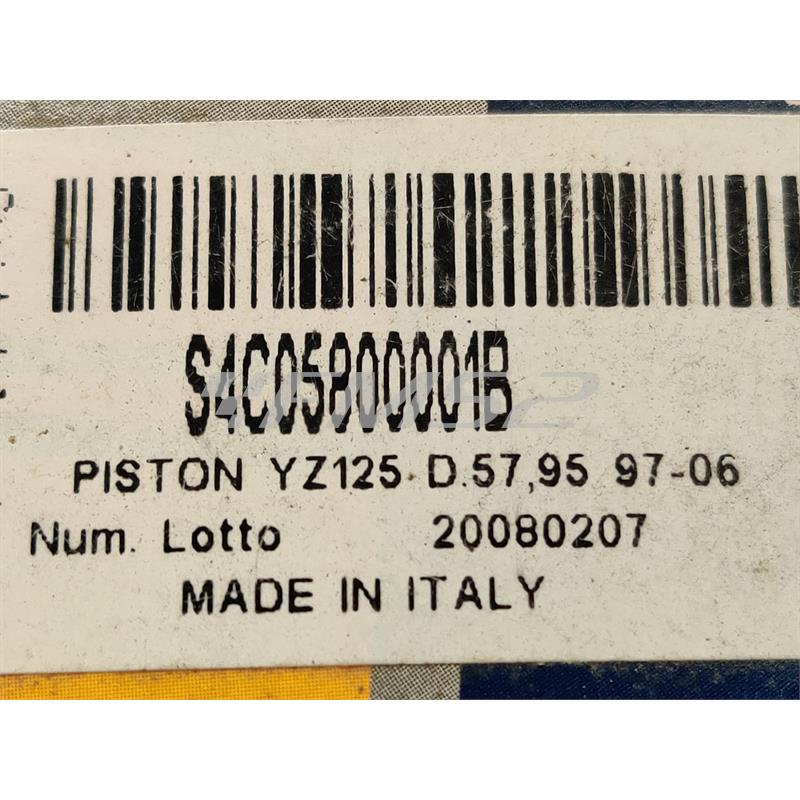 S4C05800001B
PISTON YZ125 D.57,95 97-06
Num. Lotto 20080207
MADE IN ITALY